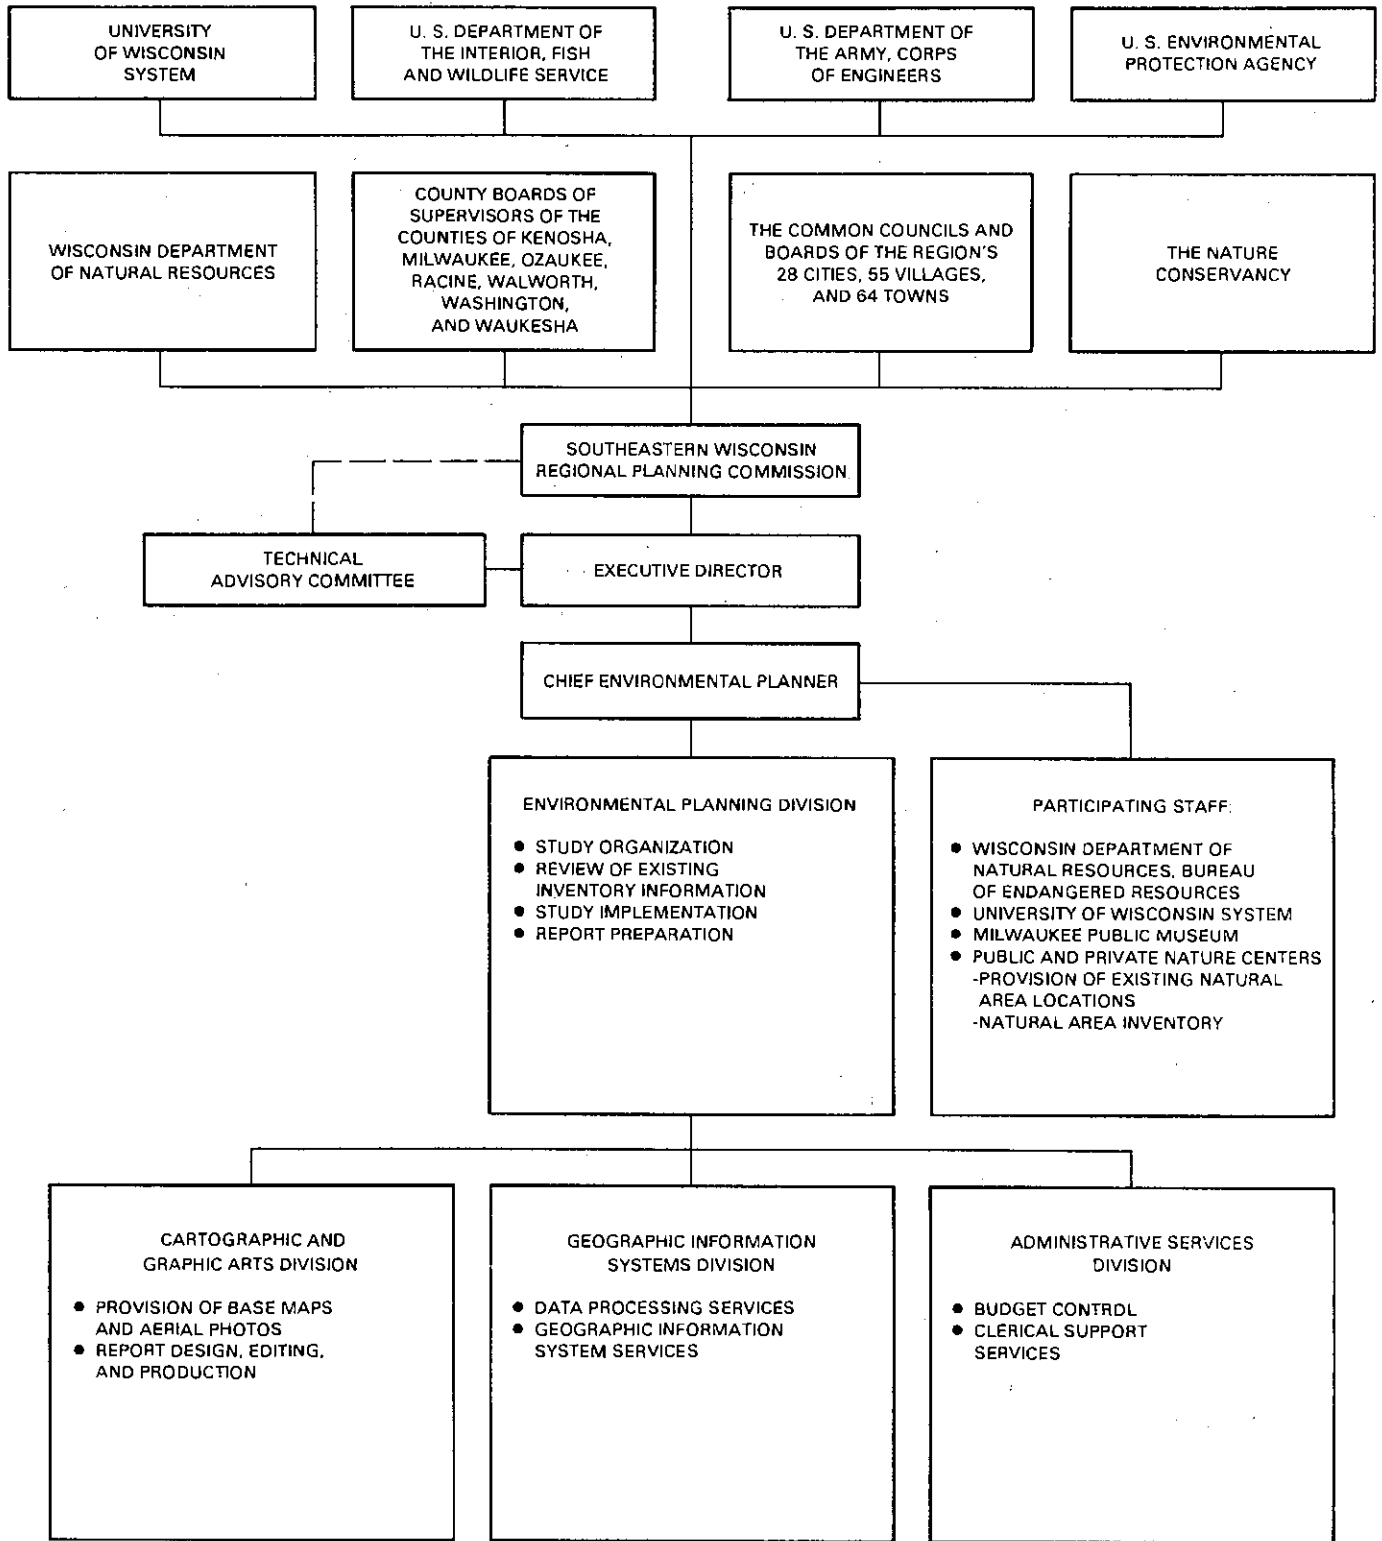 UNIVERSITY
OF WISCONSIN
SYSTEM
U. S. DEPARTMENT OF
THE INTERIOR, FISH
AND WILDLIFE SERVICE
U. S. DEPARTMENT OF
THE ARMY, CORPS
OF ENGINEERS
U. S. ENVIRONMENTAL
PROTECTION AGENCY
WISCONSIN DEPARTMENT
OF NATURAL RESOURCES
COUNTY BOARDS OF
SUPERVISORS OF THE
COUNTIES OF KENOSHA,
MILWAUKEE, OZAUKEE,
RACINE, WALWORTH,
WASHINGTON,
AND WAUKESHA
THE COMMON COUNCILS AND
BOARDS OF THE REGION'S
28 CITIES, 55 VILLAGES,
AND 64 TOWNS
THE NATURE
CONSERVANCY
SOUTHEASTERN WISCONSIN
REGIONAL PLANNING COMMISSION
TECHNICAL
ADVISORY COMMITTEE
EXECUTIVE DIRECTOR
CHIEF ENVIRONMENTAL PLANNER
ENVIRONMENTAL PLANNING DIVISION
● STUDY ORGANIZATION
● REVIEW OF EXISTING
INVENTORY INFORMATION
● STUDY IMPLEMENTATION
● REPORT PREPARATION
PARTICIPATING STAFF:
● WISCONSIN DEPARTMENT OF
NATURAL RESOURCES, BUREAU
OF ENDANGERED RESOURCES
● UNIVERSITY OF WISCONSIN SYSTEM
● MILWAUKEE PUBLIC MUSEUM
● PUBLIC AND PRIVATE NATURE CENTERS
-PROVISION OF EXISTING NATURAL
AREA LOCATIONS
-NATURAL AREA INVENTORY
CARTOGRAPHIC AND
GRAPHIC ARTS DIVISION
● PROVISION OF BASE MAPS
AND AERIAL PHOTOS
● REPORT DESIGN, EDITING,
AND PRODUCTION
GEOGRAPHIC INFORMATION
SYSTEMS DIVISION
● DATA PROCESSING SERVICES
● GEOGRAPHIC INFORMATION
SYSTEM SERVICES
ADMINISTRATIVE SERVICES
DIVISION
● BUDGET CONTROL
● CLERICAL SUPPORT
SERVICES